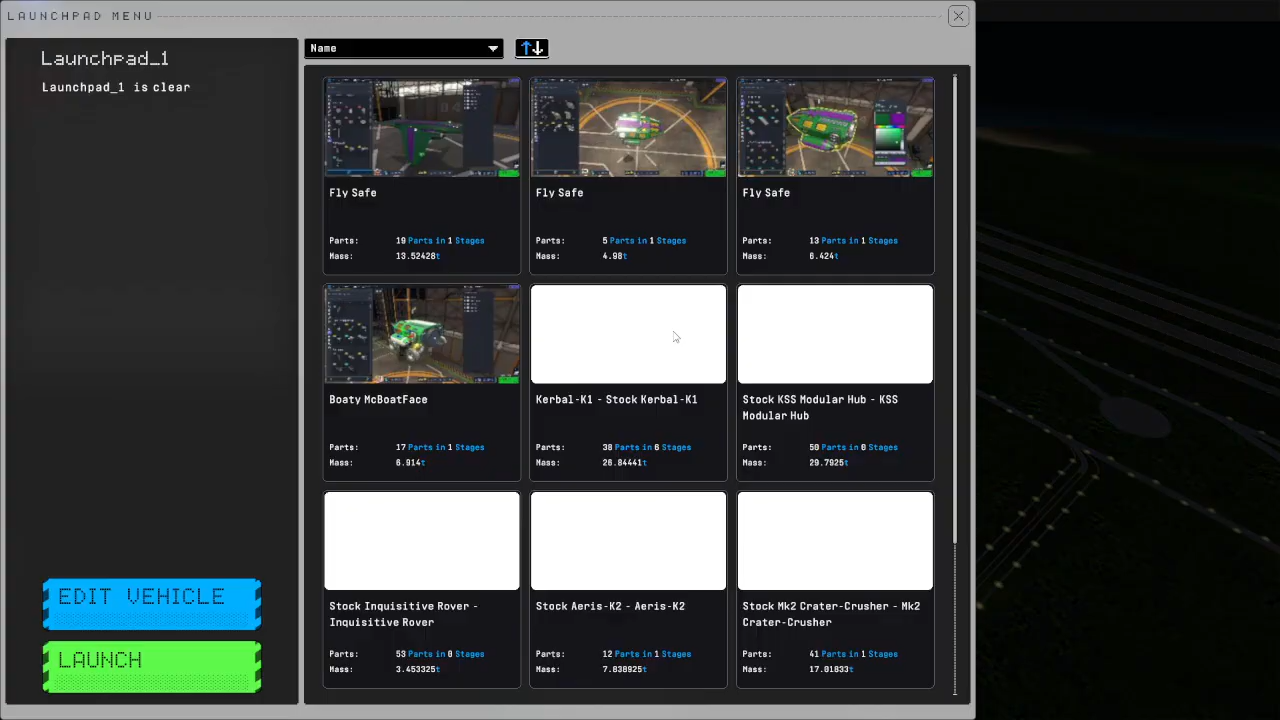 LAUNCHPAD MENU
Launchpad_1
Launchpad_1 is clear
EDIT VEHICLE
LAUNCH
Name
Fly Safe
Parts: 19 Parts in 1 Stages
Mass: 13.52428t
Fly Safe
Parts: 5 Parts in 1 Stages
Mass: 4.98t
Fly Safe
Parts: 13 Parts in 1 Stages
Mass: 6.424t
Boaty McBoatFace
Parts: 17 Parts in 1 Stages
Mass: 6.914t
Kerbal-K1 - Stock Kerbal-K1
Parts: 38 Parts in 6 Stages
Mass: 26.84441t
Stock KSS Modular Hub - KSS
Modular Hub
Parts: 50 Parts in 0 Stages
Mass: 29.7925t
Stock Inquisitive Rover -
Inquisitive Rover
Parts: 53 Parts in 0 Stages
Mass: 3.453325t
Stock Aeris-K2 - Aeris-K2
Parts: 12 Parts in 1 Stages
Mass: 7.838925t
Stock Mk2 Crater-Crusher - Mk2
Crater-Crusher
Parts: 41 Parts in 1 Stages
Mass: 17.01833t